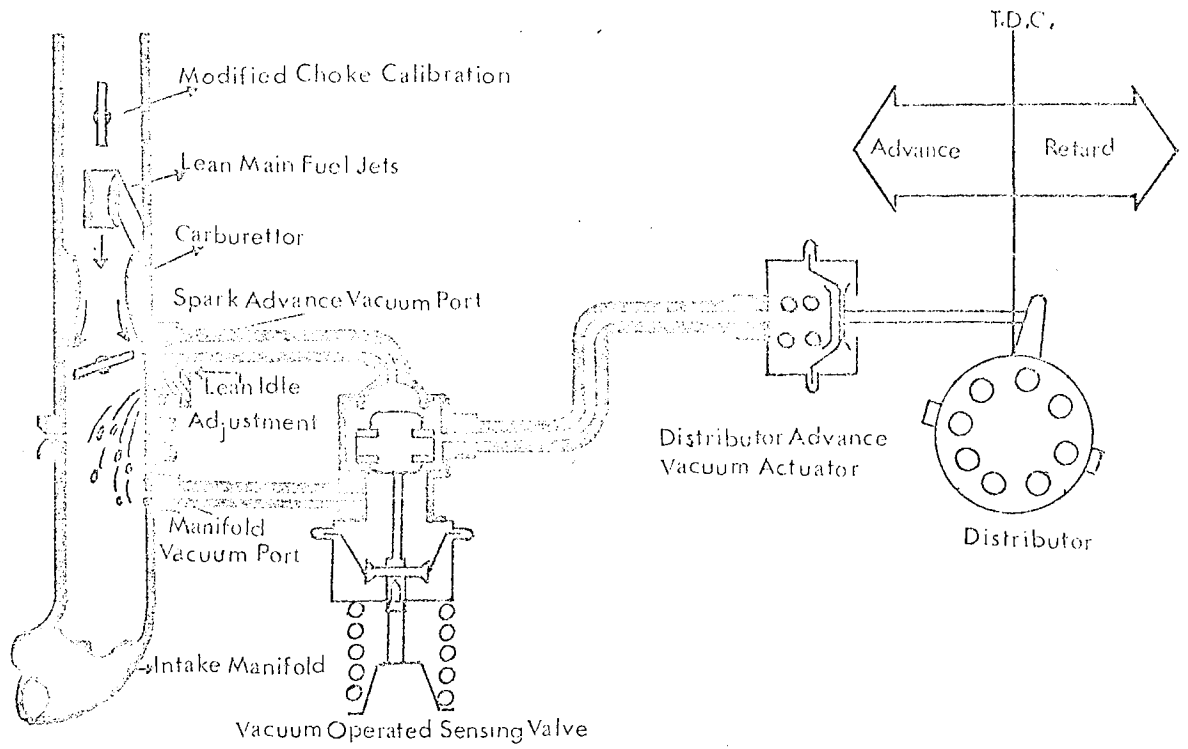 T.D.C.
Modified Choke Calibration
Advance
Retard
Lean Main Fuel Jets
Carburettor
Spark Advance Vacuum Port
Lean Idle
Adjustment
Distributor Advance
Vacuum Actuator
Manifold
Vacuum Port
Distributor
Intake Manifold
Vacuum Operated Sensing Valve